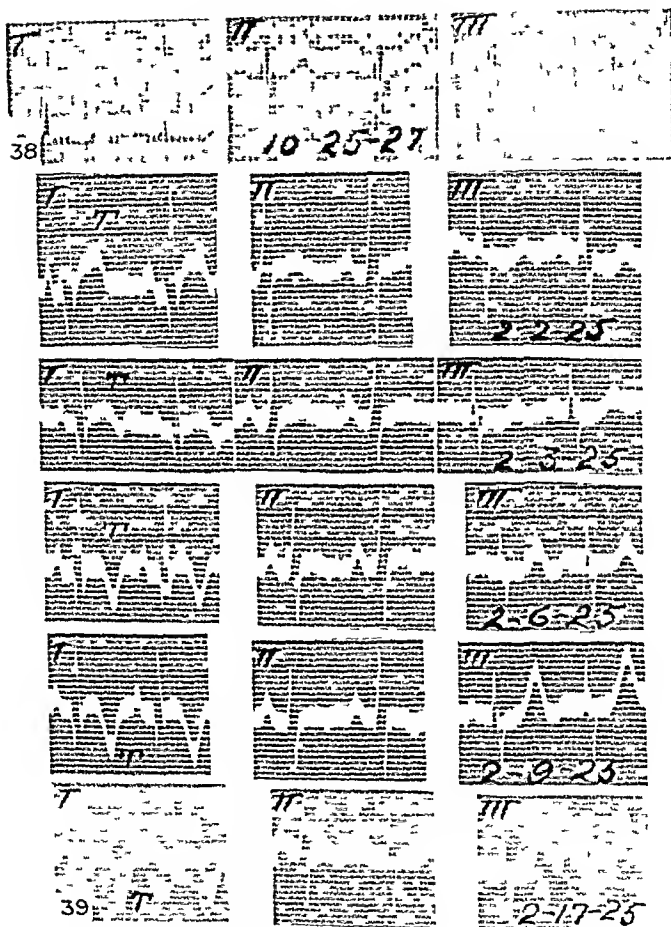 I II III
38 10-25-27
I II III
T
2-2-25
I II III
T
2-3-25
I II III
T
2-6-25
I II III
T
2-9-25
I II III
39 T 2-17-25